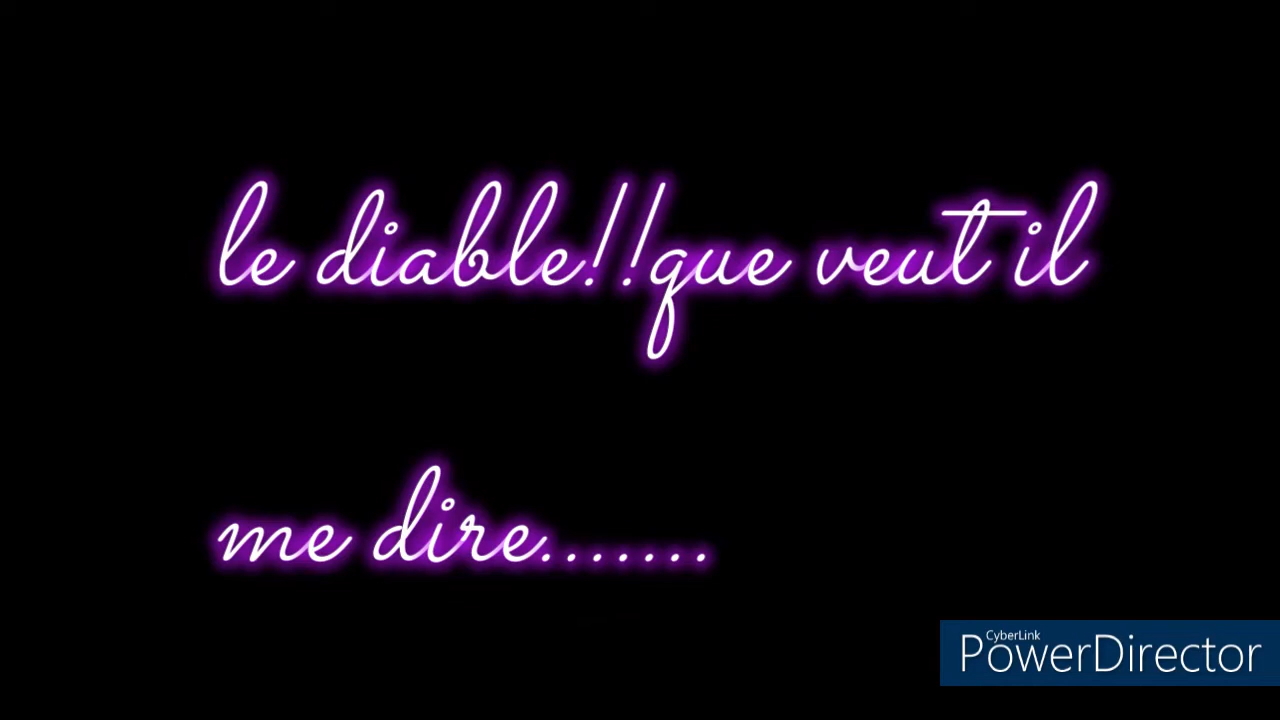 le diable!!que veut il
me dire.......
CyberLink
PowerDirector